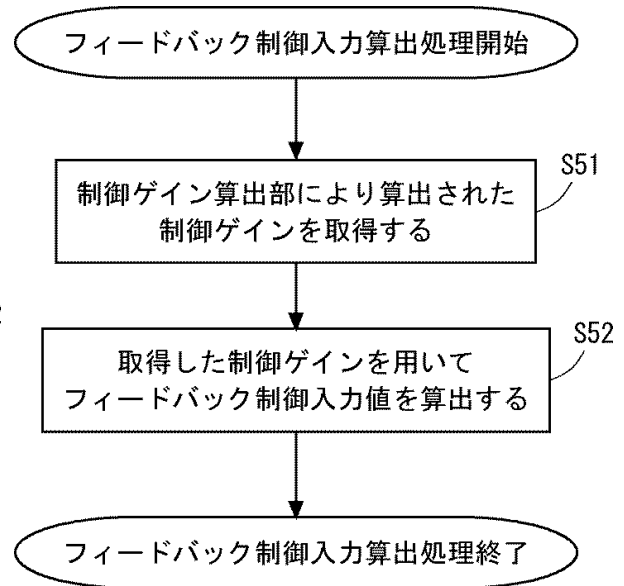 フィードバック制御入力算出処理開始
S51
制御ゲイン算出部により算出された
制御ゲインを取得する
S52
取得した制御ゲインを用いて
フィードバック制御入力値を算出する
フィードバック制御入力算出処理終了